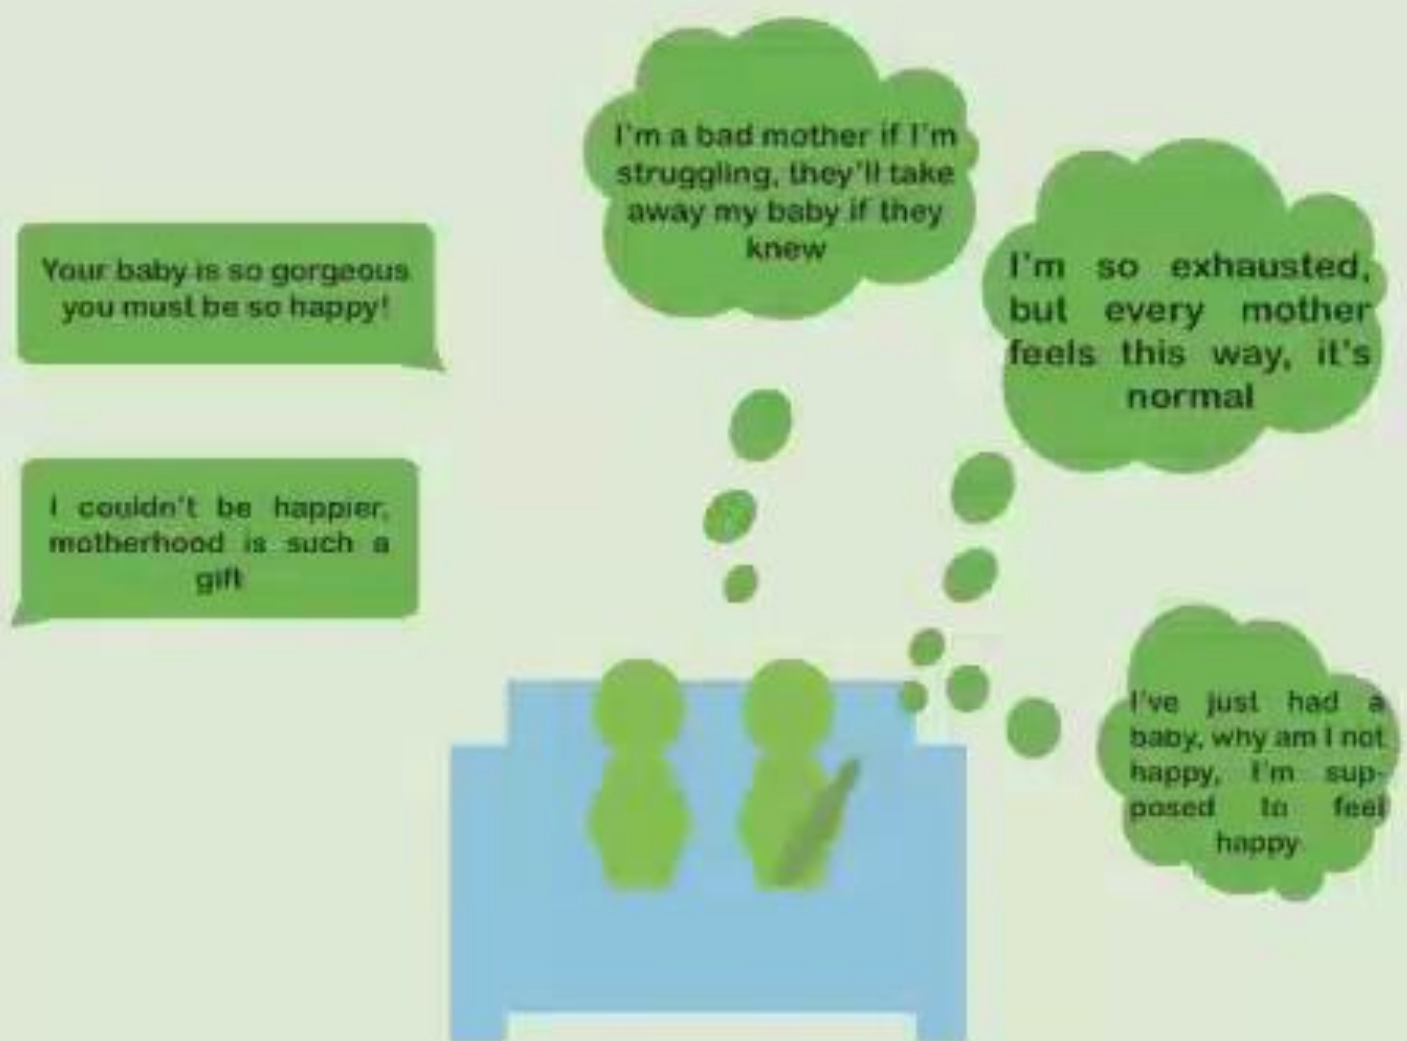 Your baby is so gorgeous
you must be so happy!
I couldn't be happier,
motherhood is such a
gift
I'm a bad mother if I'm
struggling, they'll take
away my baby if they
knew
I'm so exhausted,
but every mother
feels this way, it's
normal
I've just had a
baby, why am I not
happy, I'm sup-
posed to feel
happy